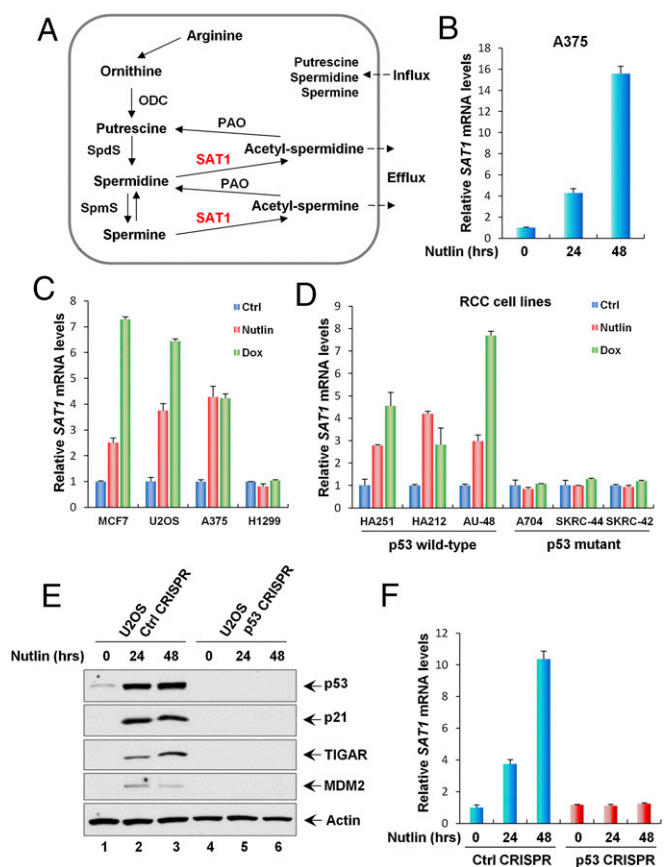 A
Arginine
Ornithine
ODC
Putrescine
SpdS
Spermidine
SpmS
Spermine
PAO
SAT1
Acetyl-spermidine
PAO
SAT1
Acetyl-spermine
Putrescine
Spermidine
Spermine
Influx
Efflux
B
A375
Relative SAT1 mRNA levels
18
16
14
12
10
8
6
4
2
0
Nutlin (hrs) 0 24 48
C
Relative SAT1 mRNA levels
8
7
6
5
4
3
2
1
0
Ctrl
Nutlin
Dox
MCF7 U2OS A375 H1299
D
RCC cell lines
Relative SAT1 mRNA levels
9
8
7
6
5
4
3
2
1
0
Ctrl
Nutlin
Dox
HA251 HA212 AU-48 A704 SKRC-44 SKRC-42
p53 wild-type p53 mutant
E
U2OS
Ctrl CRISPR
U2OS
p53 CRISPR
Nutlin (hrs) 0 24 48 0 24 48
p53
p21
TIGAR
MDM2
Actin
1 2 3 4 5 6
F
Relative SAT1 mRNA levels
12
10
8
6
4
2
0
Nutlin (hrs) 0 24 48 0 24 48
Ctrl CRISPR p53 CRISPR